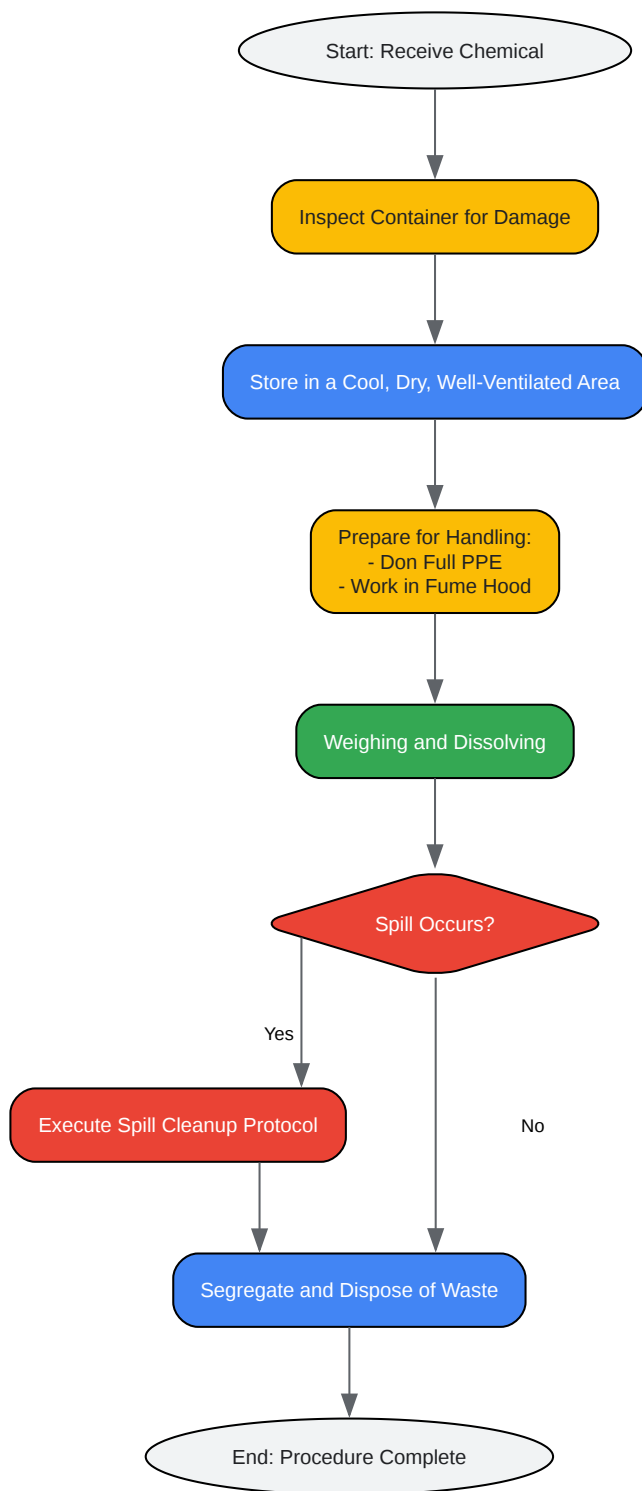 Start: Receive Chemical
Inspect Container for Damage
Store in a Cool, Dry, Well-Ventilated Area
Prepare for Handling:
- Don Full PPE
- Work in Fume Hood
Weighing and Dissolving
Spill Occurs?
Yes
Execute Spill Cleanup Protocol
No
Segregate and Dispose of Waste
End: Procedure Complete